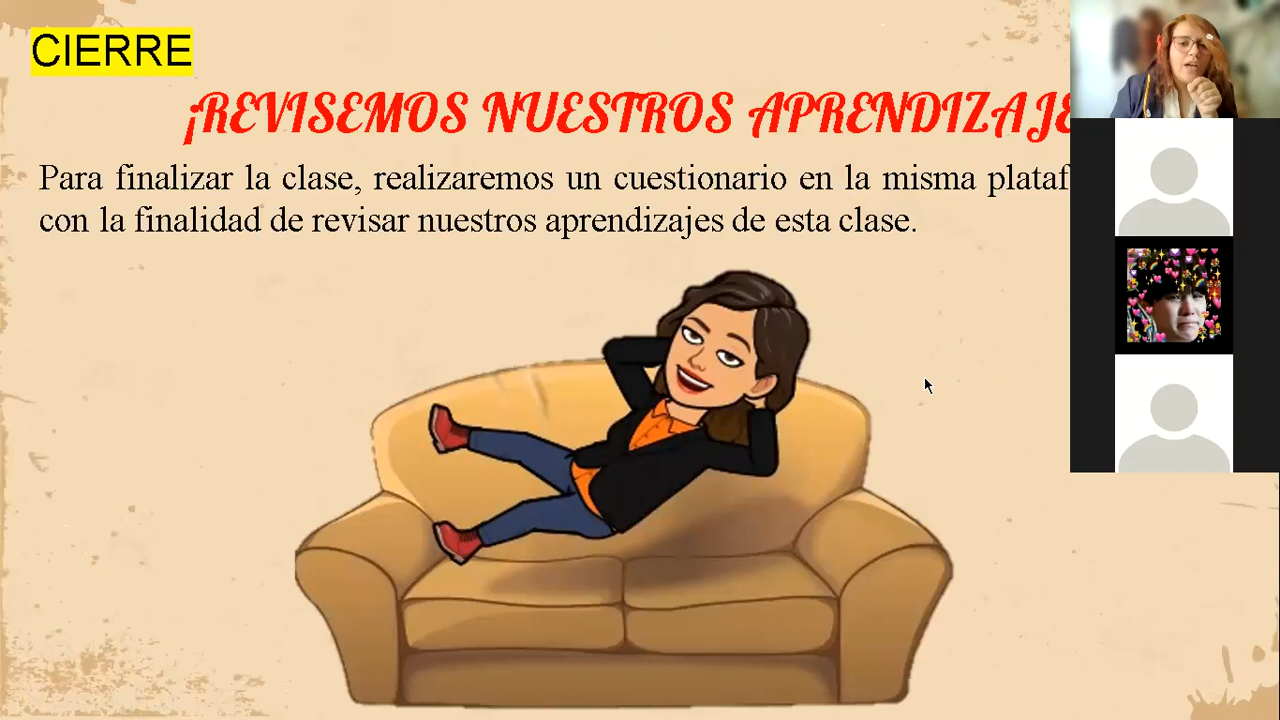 CIERRE
¡REVISEMOS NUESTROS APRENDIZAJE
Para finalizar la clase, realizaremos un cuestionario en la misma plataf
con la finalidad de revisar nuestros aprendizajes de esta clase.